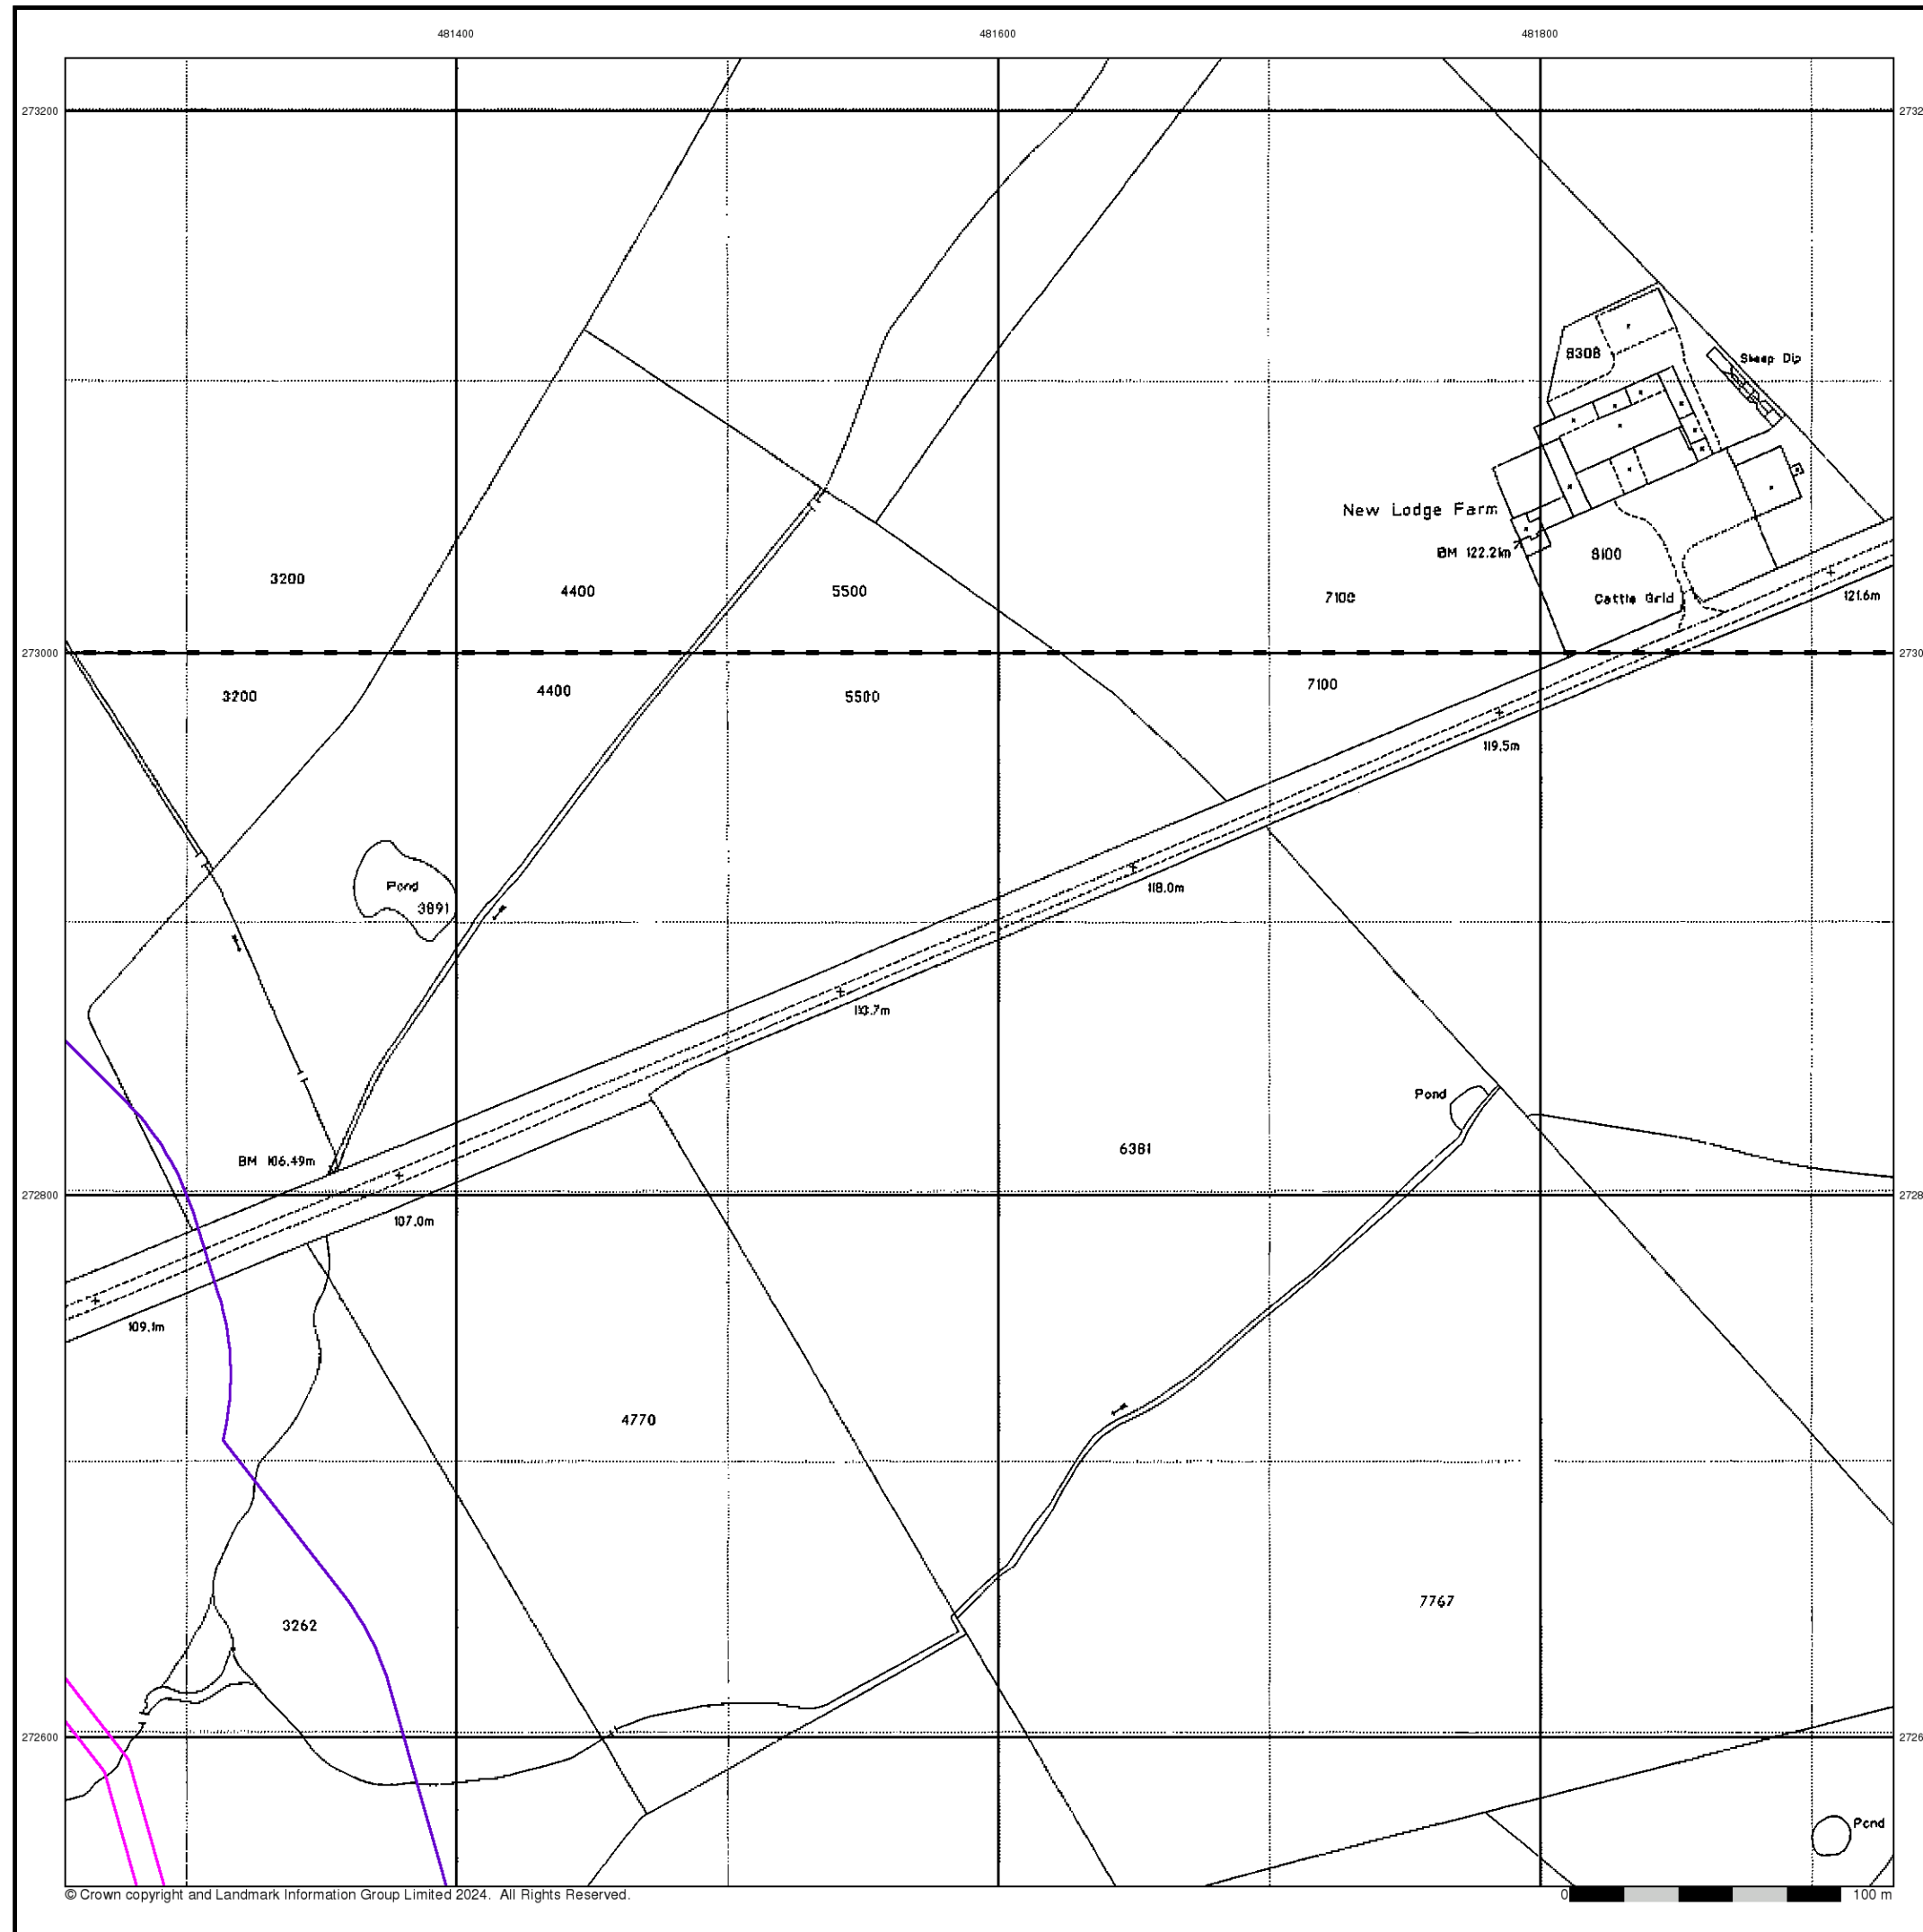 481400 481600 481800
273200 2732
8308
Sheep Dip
New Lodge Farm
BM 122.21m
8100
3200 4400 5500 7100
Cattle Grid
121.6m
273000 2730
3200 4400 5500 7100
119.5m
Pond
3891
118.0m
113.7m
Pond
6381
BM 106.49m
272800 2728
107.0m
109.1m
4770
7767
3262
272600 2726
Pond
© Crown copyright and Landmark Information Group Limited 2024. All Rights Reserved.
0 100 m